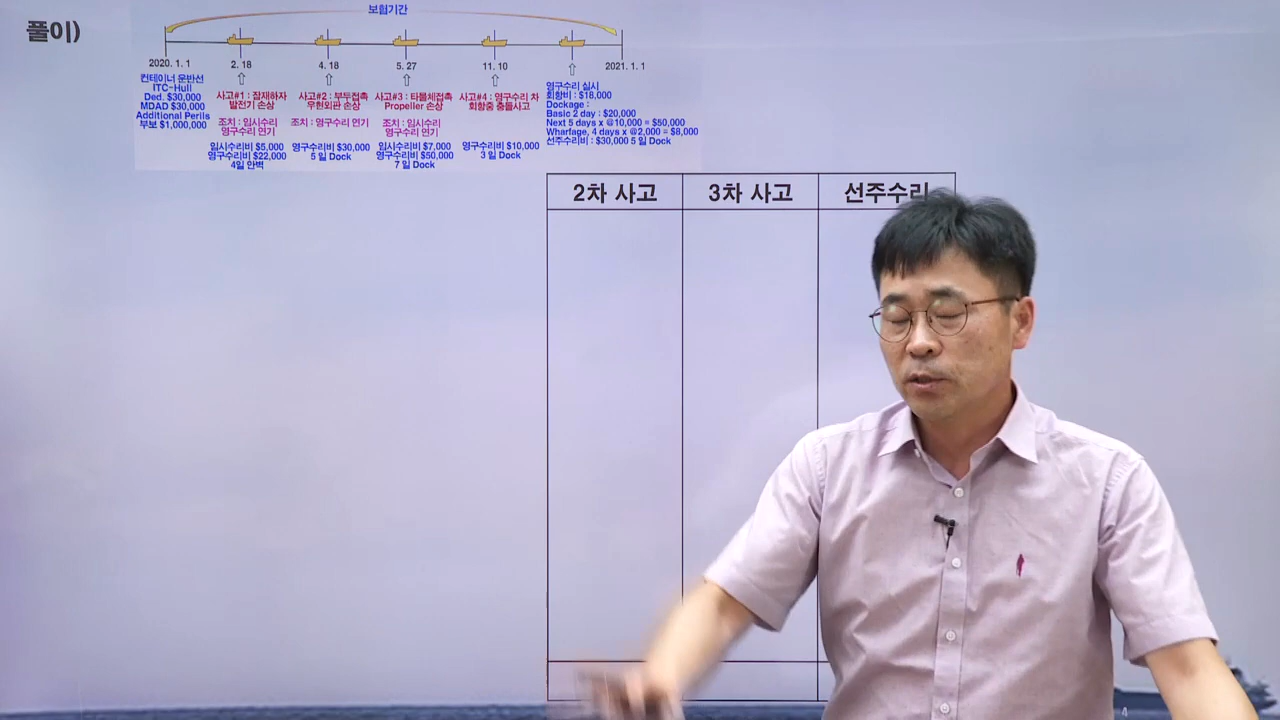 풀이)
보험기간
2020. 1. 1
2. 18
4. 18
5. 27
11. 10
2021. 1. 1
컨테이너 운반선
ITC-Hull
Ded. $30,000
MDAD $30,000
Additional Perils
부보 $1,000,000
사고#1 : 잠재하자
발전기 손상
조치 : 임시수리
영구수리 연기
임시수리비 $5,000
영구수리비 $22,000
4일 안벽
사고#2 : 부두접촉
우현외판 손상
조치 : 영구수리 연기
영구수리비 $30,000
5 일 Dock
사고#3 : 타물체접촉
Propeller 손상
조치 : 임시수리
영구수리 연기
임시수리비 $7,000
영구수리비 $50,000
7 일 Dock
사고#4 : 영구수리 차
회항중 충돌사고
영구수리비 $10,000
3 일 Dock
영구수리 실시
회항비 : $18,000
Dockage :
Basic 2 day : $20,000
Next 5 days x @10,000 = $50,000
Wharfage, 4 days x @2,000 = $8,000
선주수리비 : $30,000 5 일 Dock
2차 사고
3차 사고
선주수리
4